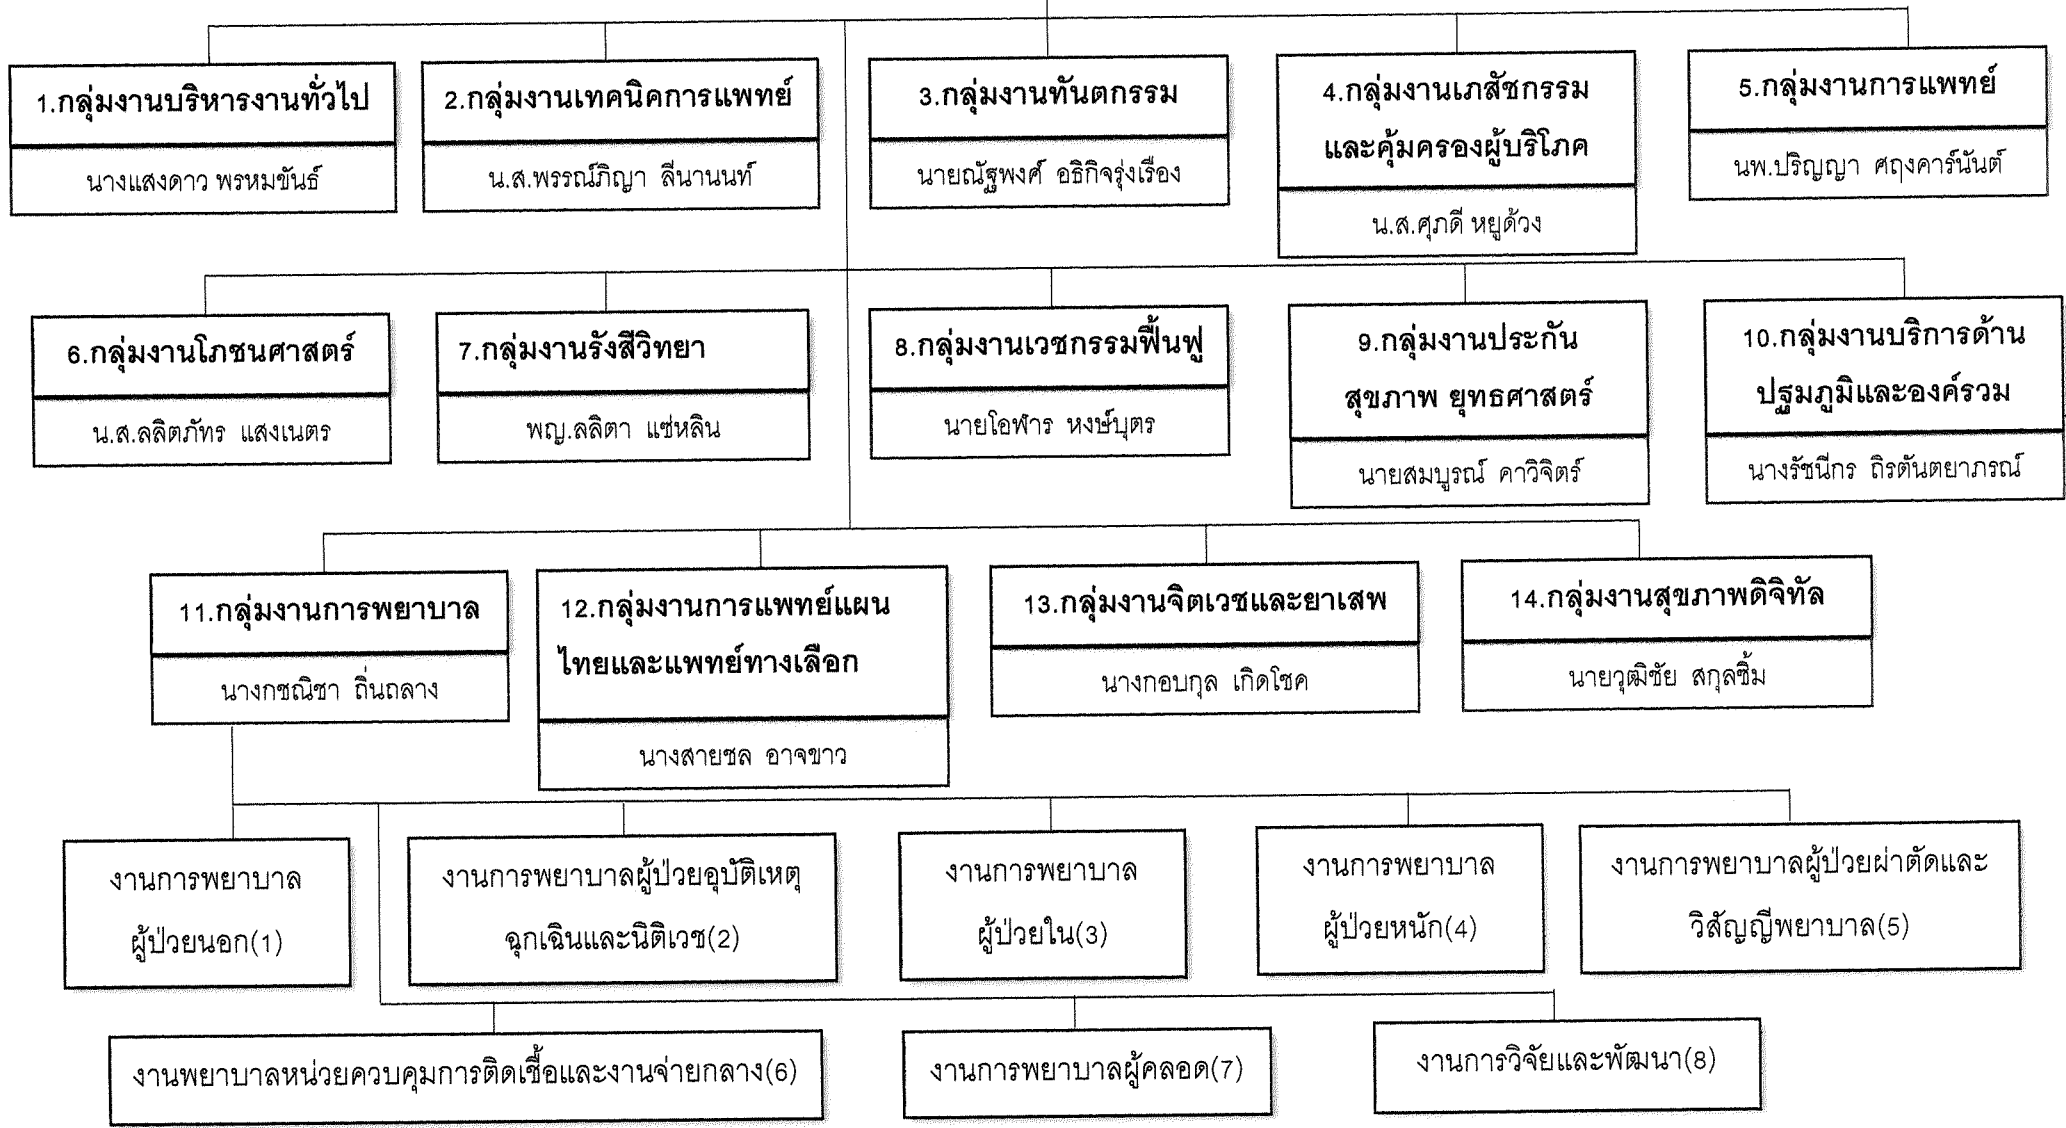 1.กลุ่มงานบริหารงานทั่วไป
นางแสงดาว พรหมขันธ์
2.กลุ่มงานเทคนิคการแพทย์
น.ส.พรรณ์ภิญา ลีนานนท์
3.กลุ่มงานทันตกรรม
นายณัฐพงศ์ อธิกิจรุ่งเรือง
4.กลุ่มงานเภสัชกรรม
และคุ้มครองผู้บริโภค
น.ส.ศุภดี หยูด้วง
5.กลุ่มงานการแพทย์
นพ.ปริญญา ศฤงคาร์นันต์
6.กลุ่มงานโภชนศาสตร์
น.ส.ลลิตภัทร แสงเนตร
7.กลุ่มงานรังสีวิทยา
พญ.ลลิตา แซ่หลิน
8.กลุ่มงานเวชกรรมฟื้นฟู
นายโอฬาร หงษ์บุตร
9.กลุ่มงานประกัน
สุขภาพ ยุทธศาสตร์
นายสมบูรณ์ คาวิจิตร์
10.กลุ่มงานบริการด้าน
ปฐมภูมิและองค์รวม
นางรัชนีกร ถิรตันตยาภรณ์
11.กลุ่มงานการพยาบาล
นางกชณิชา ถิ่นถลาง
12.กลุ่มงานการแพทย์แผน
ไทยและแพทย์ทางเลือก
นางสายชล อาจขาว
13.กลุ่มงานจิตเวชและยาเสพ
นางกอบกุล เกิดโชค
14.กลุ่มงานสุขภาพดิจิทัล
นายวุฒิชัย สกุลซิ้ม
งานการพยาบาล
ผู้ป่วยนอก(1)
งานการพยาบาลผู้ป่วยอุบัติเหตุ
ฉุกเฉินและนิติเวช(2)
งานการพยาบาล
ผู้ป่วยใน(3)
งานการพยาบาล
ผู้ป่วยหนัก(4)
งานการพยาบาลผู้ป่วยผ่าตัดและ
วิสัญญีพยาบาล(5)
งานพยาบาลหน่วยควบคุมการติดเชื้อและงานจ่ายกลาง(6)
งานการพยาบาลผู้คลอด(7)
งานการวิจัยและพัฒนา(8)